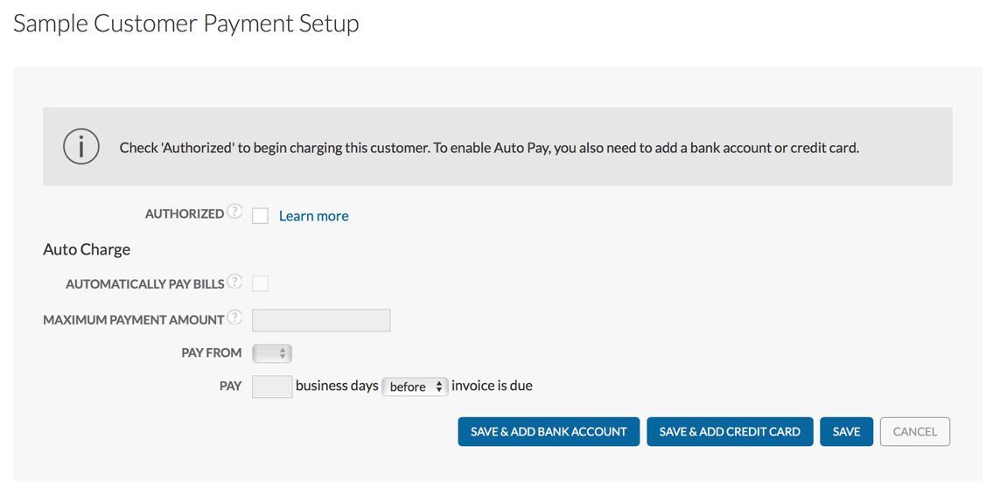 Sample Customer Payment Setup
i Check 'Authorized' to begin charging this customer. To enable Auto Pay, you also need to add a bank account or credit card.
AUTHORIZED ? Learn more
Auto Charge
AUTOMATICALLY PAY BILLS ?
MAXIMUM PAYMENT AMOUNT ?
PAY FROM
PAY business days before invoice is due
SAVE & ADD BANK ACCOUNT SAVE & ADD CREDIT CARD SAVE CANCEL